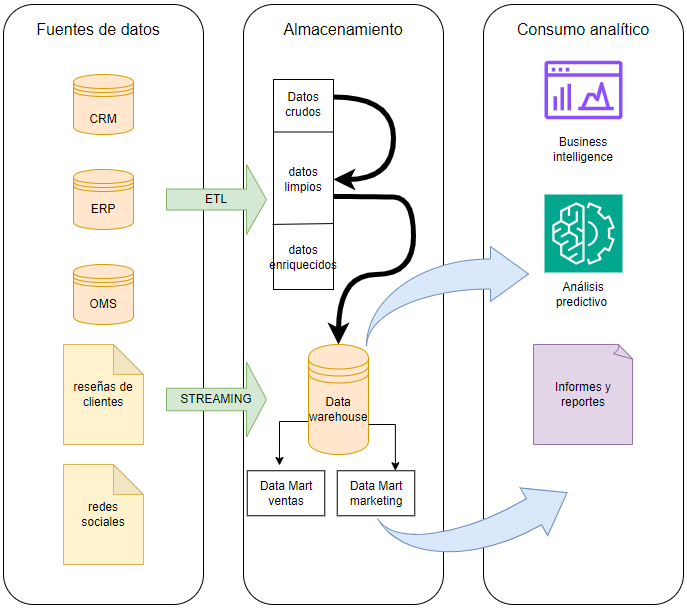 Fuentes de datos
CRM
ERP
OMS
reseñas de
clientes
redes
sociales
ETL
STREAMING
Almacenamiento
Datos
crudos
datos
limpios
datos
enriquecidos
Data
warehouse
Data Mart
ventas
Data Mart
marketing
Consumo analítico
Business
intelligence
Análisis
predictivo
Informes y
reportes